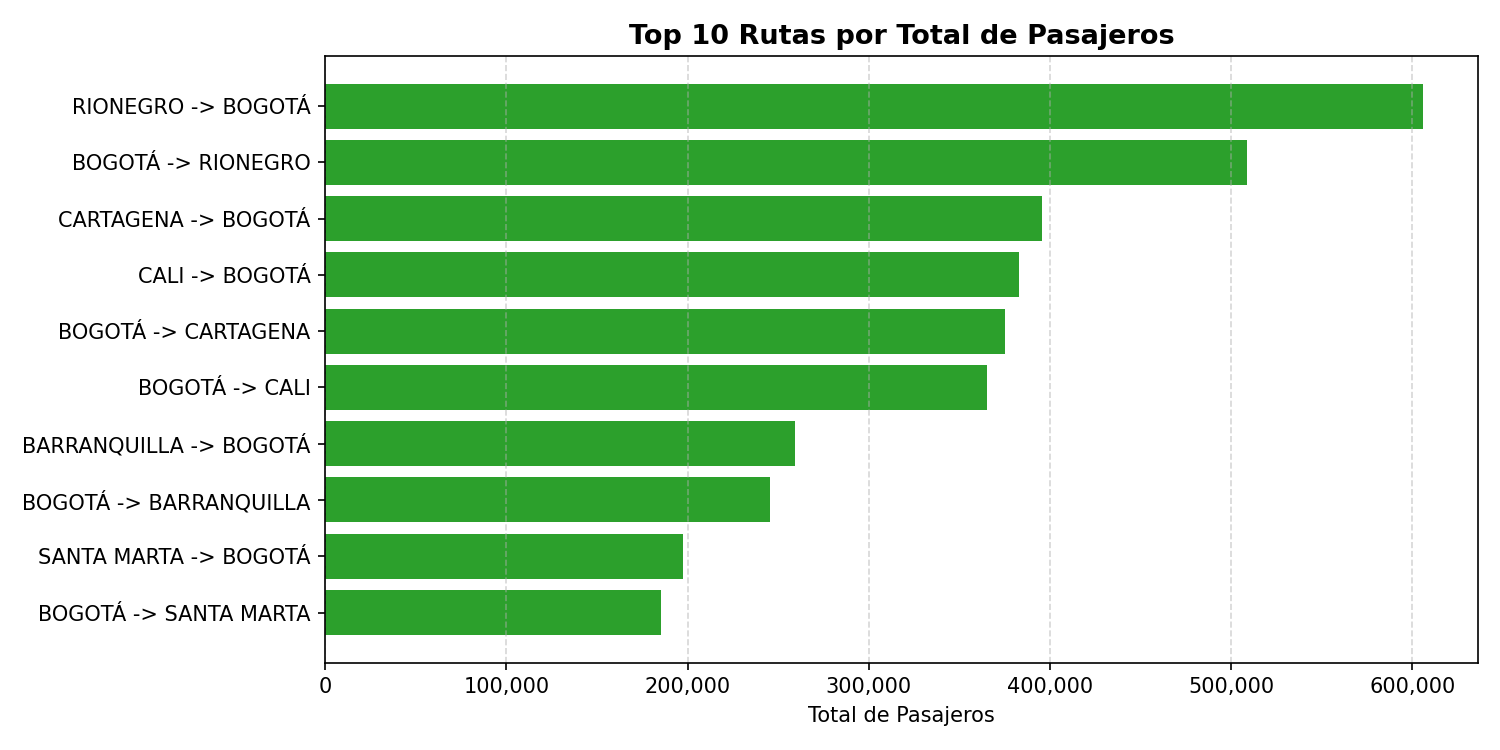 Top 10 Rutas por Total de Pasajeros
RIONEGRO -> BOGOTÁ
BOGOTÁ -> RIONEGRO
CARTAGENA -> BOGOTÁ
CALI -> BOGOTÁ
BOGOTÁ -> CARTAGENA
BOGOTÁ -> CALI
BARRANQUILLA -> BOGOTÁ
BOGOTÁ -> BARRANQUILLA
SANTA MARTA -> BOGOTÁ
BOGOTÁ -> SANTA MARTA
0 100,000 200,000 300,000 400,000 500,000 600,000
Total de Pasajeros